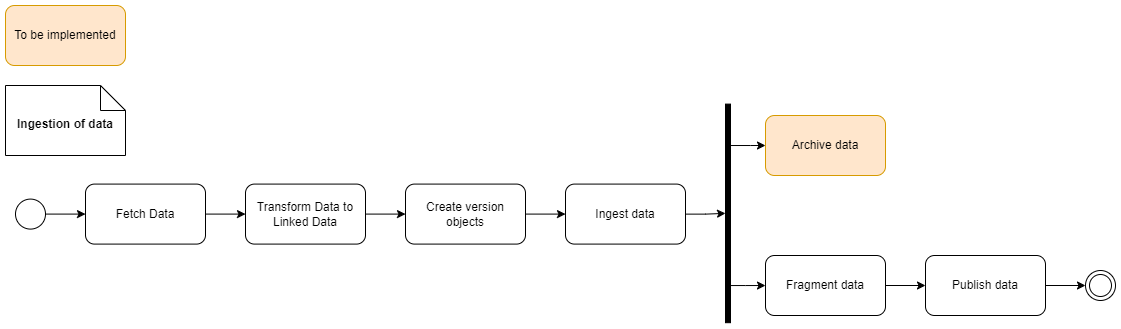 To be implemented
Ingestion of data
Fetch Data
Transform Data to
Linked Data
Create version
objects
Ingest data
Archive data
Fragment data
Publish data